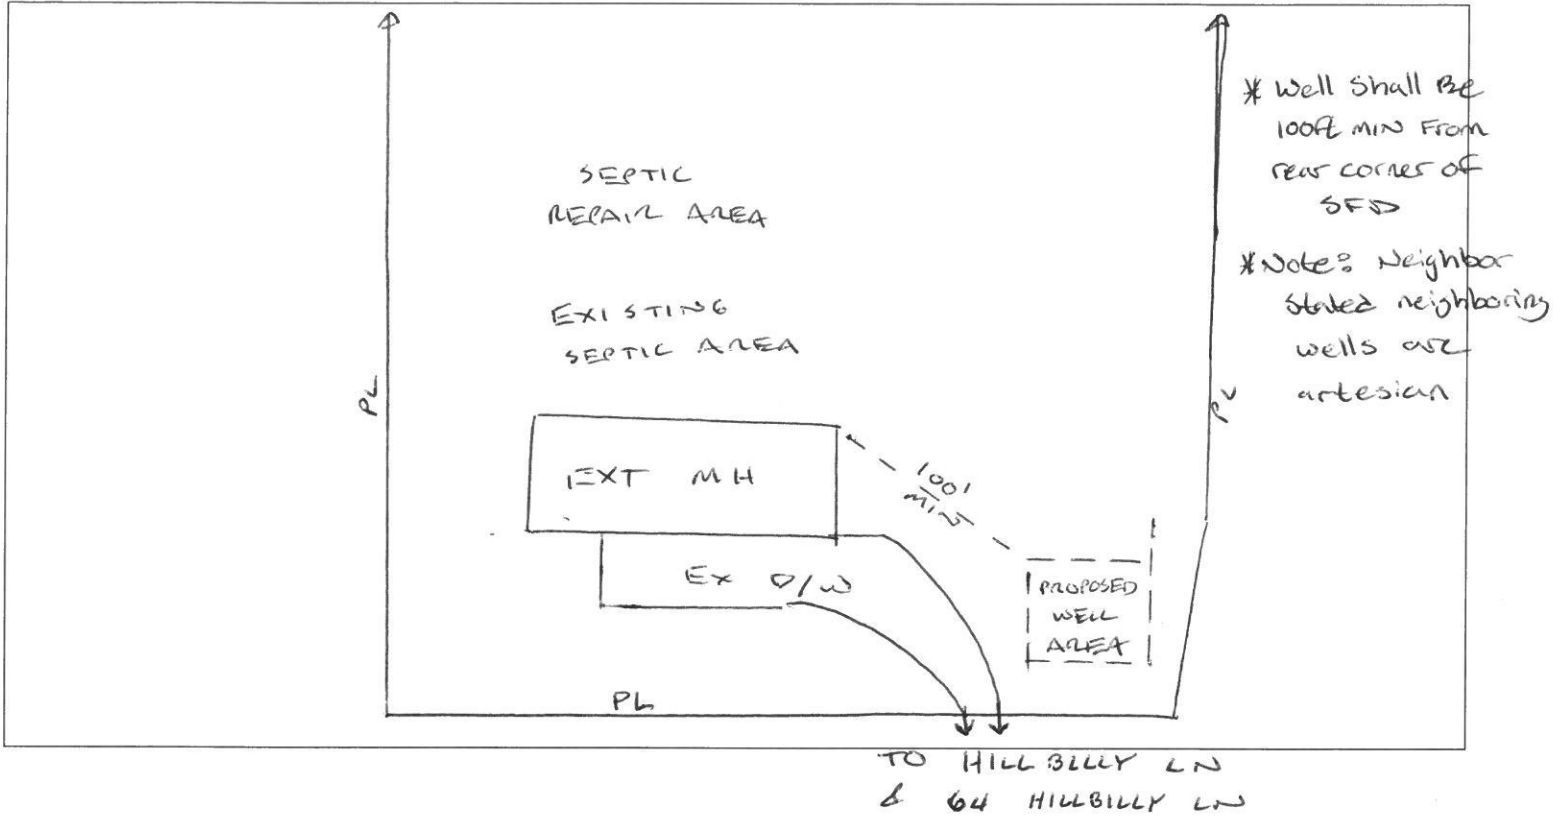 SEPTIC
REPAIR AREA
EXISTING
SEPTIC AREA
PL
EXT MH
EX D/W
100'
MIN
PROPOSED
WELL
AREA
PL
PL
* Well Shall Be
100ft MIN From
rear corner of
SFD
* Note: Neighbor
stated neighboring
wells are
artesian
TO HILLBILLY LN
& 64 HILLBILLY LN